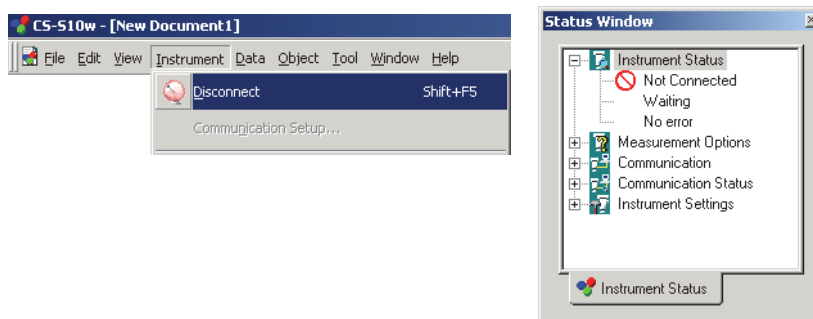 CS-S10w - [New Document1]
File Edit View Instrument Data Object Tool Window Help
Disconnect Shift+F5
Communication Setup...
Status Window
Instrument Status
Not Connected
Waiting
No error
Measurement Options
Communication
Communication Status
Instrument Settings
Instrument Status